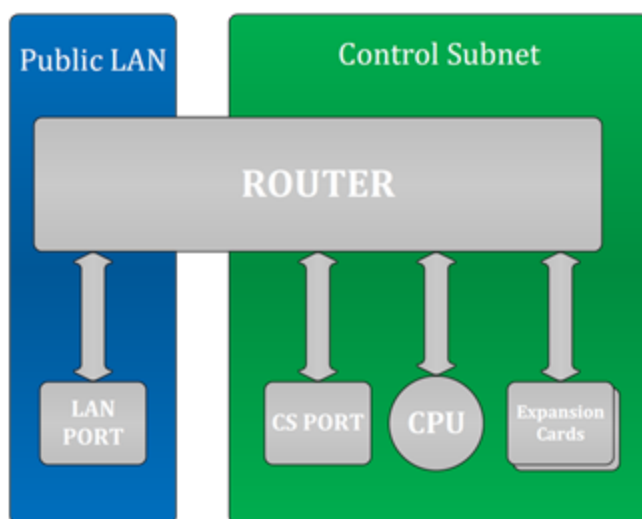 Public LAN
Control Subnet
ROUTER
LAN
PORT
CS PORT
CPU
Expansion
Cards